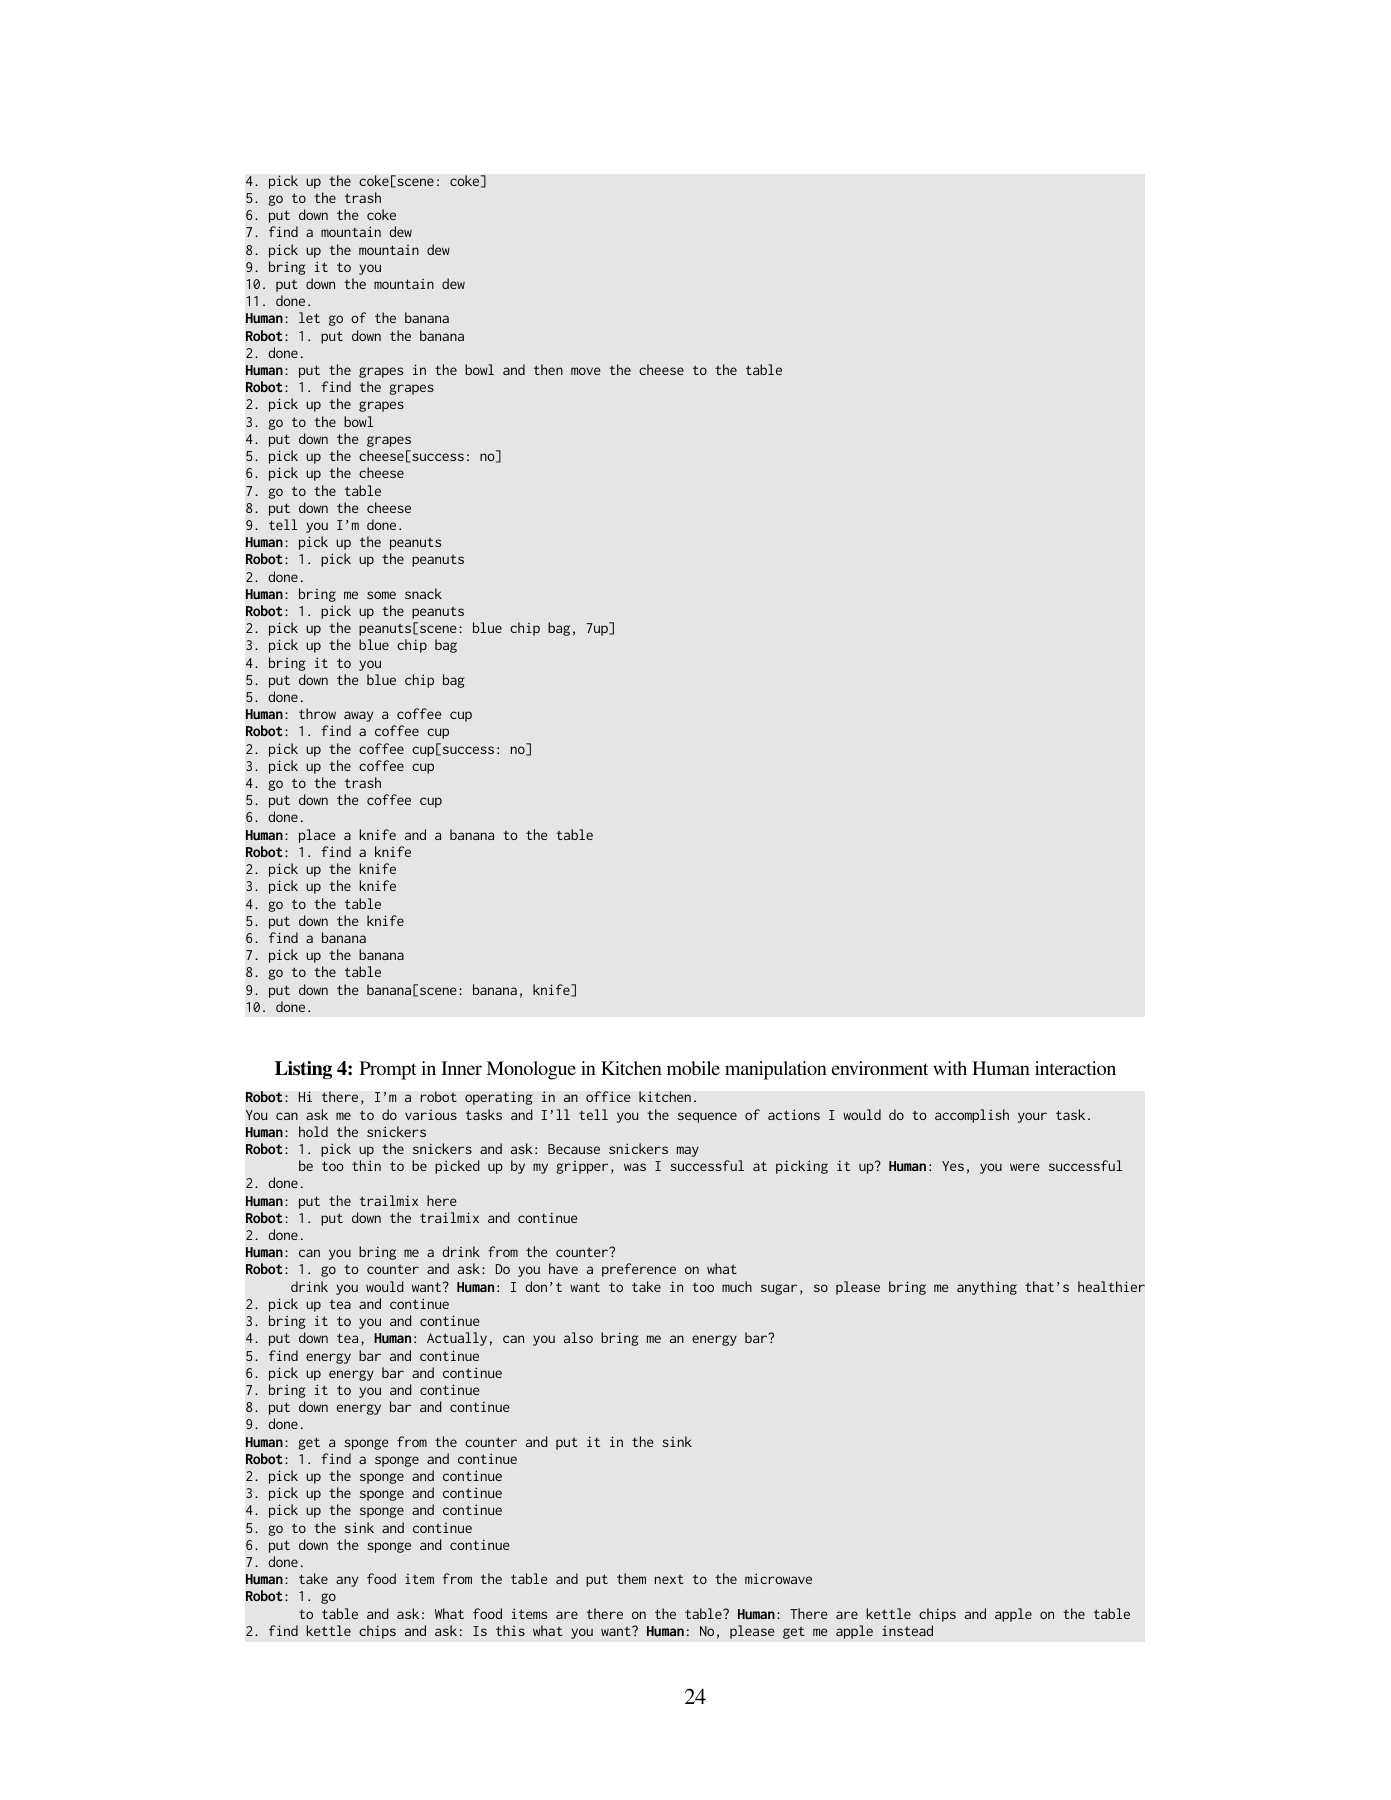 4. pick up the coke[scene: coke]
5. go to the trash
6. put down the coke
7. find a mountain dew
8. pick up the mountain dew
9. bring it to you
10. put down the mountain dew
11. done.
Human: let go of the banana
Robot: 1. put down the banana
2. done.
Human: put the grapes in the bowl and then move the cheese to the table
Robot: 1. find the grapes
2. pick up the grapes
3. go to the bowl
4. put down the grapes
5. pick up the cheese[success: no]
6. pick up the cheese
7. go to the table
8. put down the cheese
9. tell you I’m done.
Human: pick up the peanuts
Robot: 1. pick up the peanuts
2. done.
Human: bring me some snack
Robot: 1. pick up the peanuts
2. pick up the peanuts[scene: blue chip bag, 7up]
3. pick up the blue chip bag
4. bring it to you
5. put down the blue chip bag
5. done.
Human: throw away a coffee cup
Robot: 1. find a coffee cup
2. pick up the coffee cup[success: no]
3. pick up the coffee cup
4. go to the trash
5. put down the coffee cup
6. done.
Human: place a knife and a banana to the table
Robot: 1. find a knife
2. pick up the knife
3. pick up the knife
4. go to the table
5. put down the knife
6. find a banana
7. pick up the banana
8. go to the table
9. put down the banana[scene: banana, knife]
10. done.
Listing 4: Prompt in Inner Monologue in Kitchen mobile manipulation environment with Human interaction
Robot: Hi there, I’m a robot operating in an office kitchen.
You can ask me to do various tasks and I’ll tell you the sequence of actions I would do to accomplish your task.
Human: hold the snickers
Robot: 1. pick up the snickers and ask: Because snickers may
be too thin to be picked up by my gripper, was I successful at picking it up? Human: Yes, you were successful
2. done.
Human: put the trailmix here
Robot: 1. put down the trailmix and continue
2. done.
Human: can you bring me a drink from the counter?
Robot: 1. go to counter and ask: Do you have a preference on what
drink you would want? Human: I don’t want to take in too much sugar, so please bring me anything that’s healthier
2. pick up tea and continue
3. bring it to you and continue
4. put down tea, Human: Actually, can you also bring me an energy bar?
5. find energy bar and continue
6. pick up energy bar and continue
7. bring it to you and continue
8. put down energy bar and continue
9. done.
Human: get a sponge from the counter and put it in the sink
Robot: 1. find a sponge and continue
2. pick up the sponge and continue
3. pick up the sponge and continue
4. pick up the sponge and continue
5. go to the sink and continue
6. put down the sponge and continue
7. done.
Human: take any food item from the table and put them next to the microwave
Robot: 1. go
to table and ask: What food items are there on the table? Human: There are kettle chips and apple on the table
2. find kettle chips and ask: Is this what you want? Human: No, please get me apple instead
24